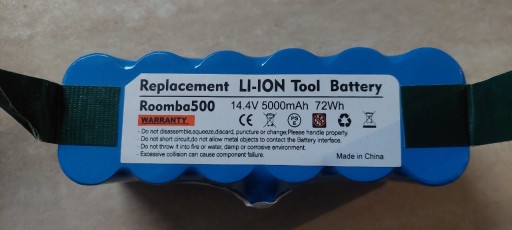 Replacement LI-ION Tool Battery
Roomba500 14.4V 5000mAh 72Wh
WARRANTY
- Do not disassemble,squeeze,discard, puncture or change;Please handle properly.
- Do not short circuit,do not allow metal objects to contact the Battery interface.
- Do not throw it into fire or water, damp or corrosive environment.
- Excessive collision can cause component failure.
Made in China